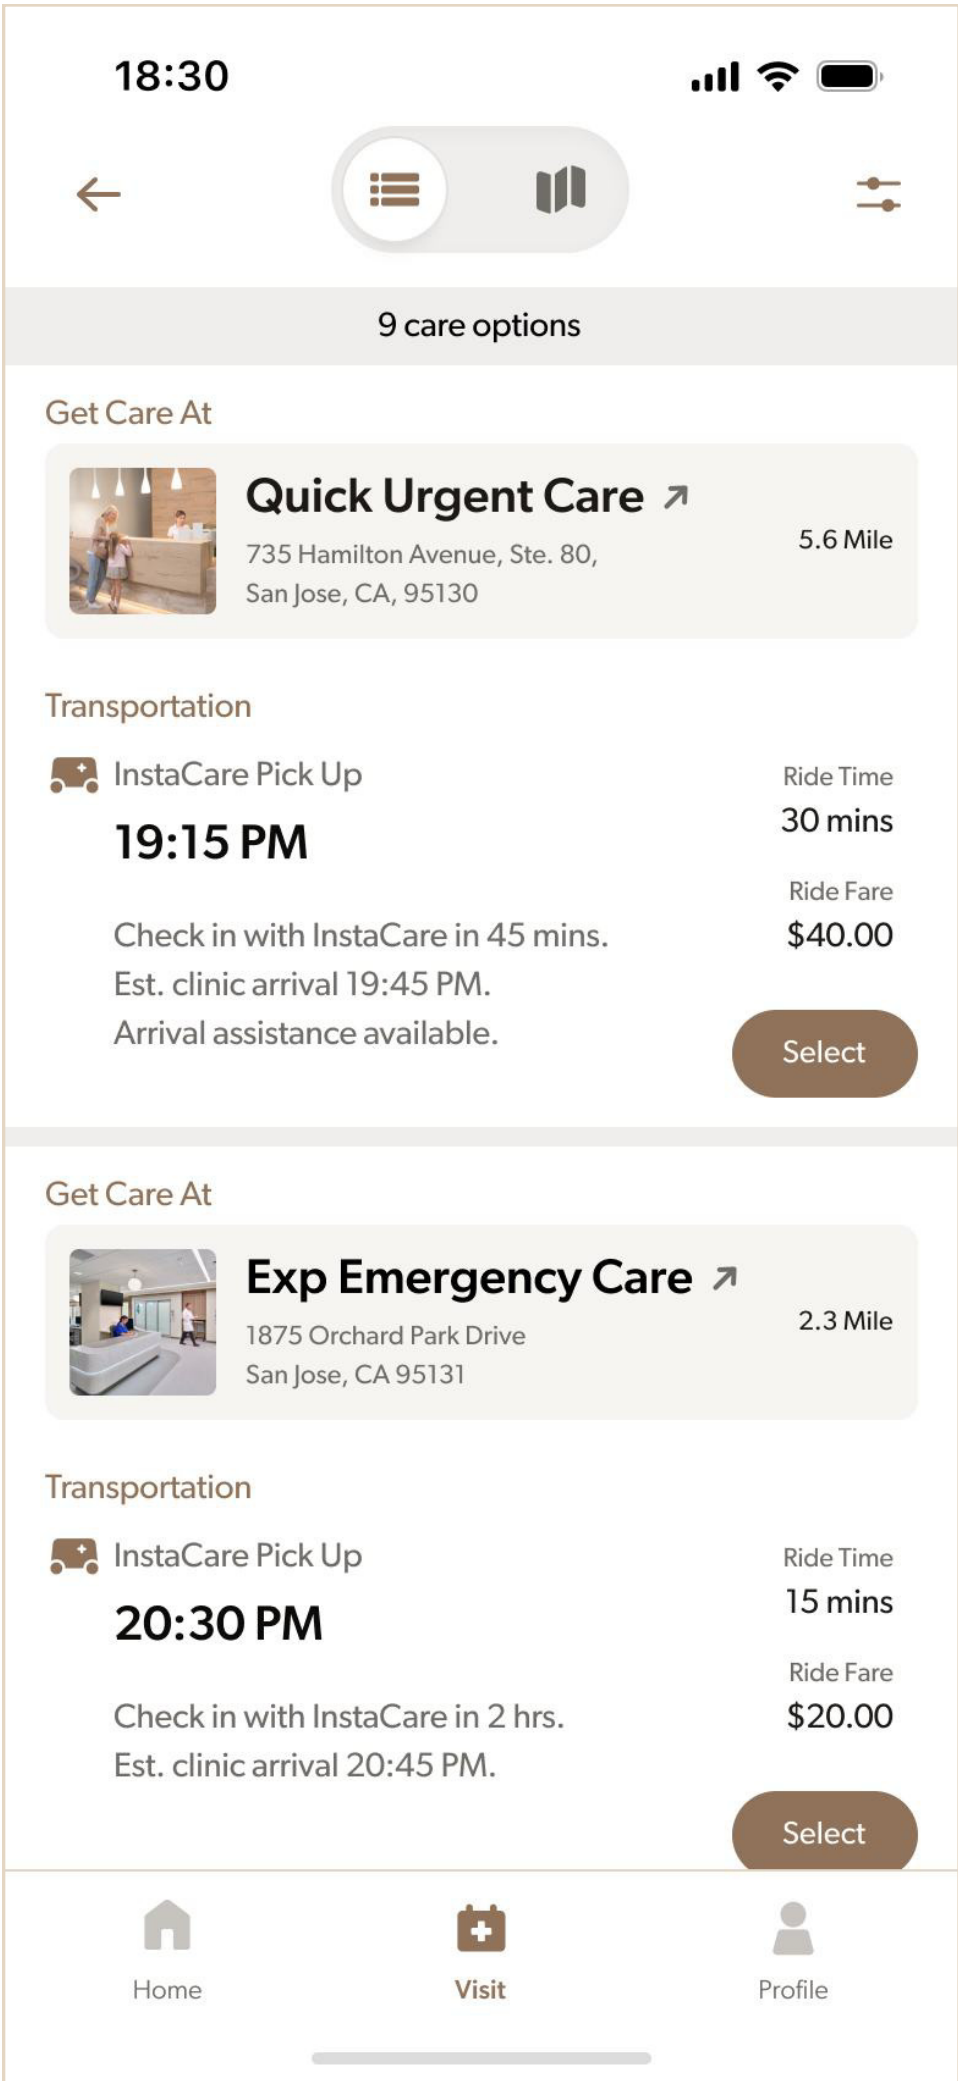 18:30
9 care options
Get Care At
Quick Urgent Care
735 Hamilton Avenue, Ste. 80,
San Jose, CA, 95130
5.6 Mile
Transportation
InstaCare Pick Up
19:15 PM
Ride Time
30 mins
Ride Fare
$40.00
Check in with InstaCare in 45 mins.
Est. clinic arrival 19:45 PM.
Arrival assistance available.
Select
Get Care At
Exp Emergency Care
1875 Orchard Park Drive
San Jose, CA 95131
2.3 Mile
Transportation
InstaCare Pick Up
20:30 PM
Ride Time
15 mins
Ride Fare
$20.00
Check in with InstaCare in 2 hrs.
Est. clinic arrival 20:45 PM.
Select
Home
Visit
Profile